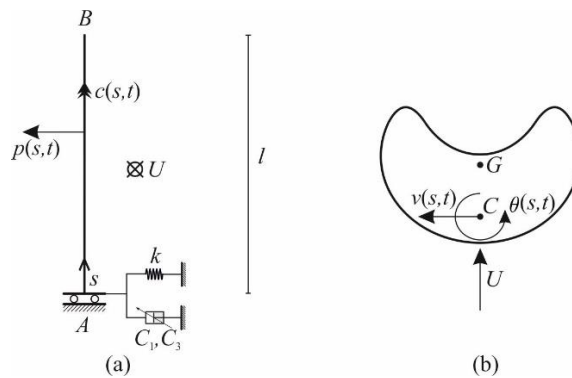 B
c(s,t)
p(s,t)
U
l
k
s
A
C₁, C₃
(a)
G
v(s,t)
C
θ(s,t)
U
(b)